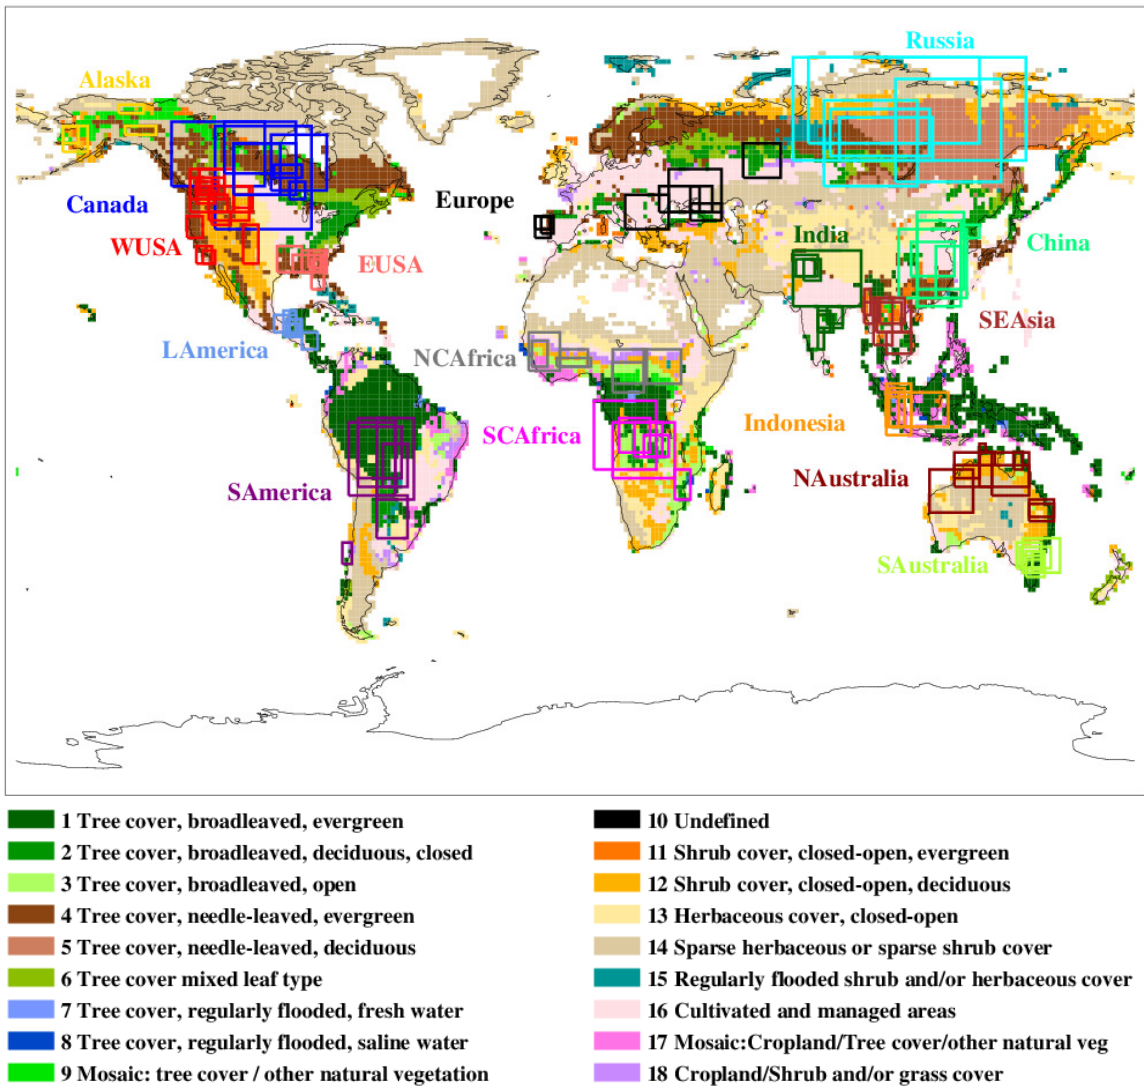 Russia
Alaska
Canada
Europe
WUSA
EUSA
India
China
LAmerica
NCAfrica
SEAsia
SCAfrica
Indonesia
SAmerica
NAustralia
SAustralia
1 Tree cover, broadleaved, evergreen
2 Tree cover, broadleaved, deciduous, closed
3 Tree cover, broadleaved, open
4 Tree cover, needle-leaved, evergreen
5 Tree cover, needle-leaved, deciduous
6 Tree cover mixed leaf type
7 Tree cover, regularly flooded, fresh water
8 Tree cover, regularly flooded, saline water
9 Mosaic: tree cover / other natural vegetation
10 Undefined
11 Shrub cover, closed-open, evergreen
12 Shrub cover, closed-open, deciduous
13 Herbaceous cover, closed-open
14 Sparse herbaceous or sparse shrub cover
15 Regularly flooded shrub and/or herbaceous cover
16 Cultivated and managed areas
17 Mosaic:Cropland/Tree cover/other natural veg
18 Cropland/Shrub and/or grass cover